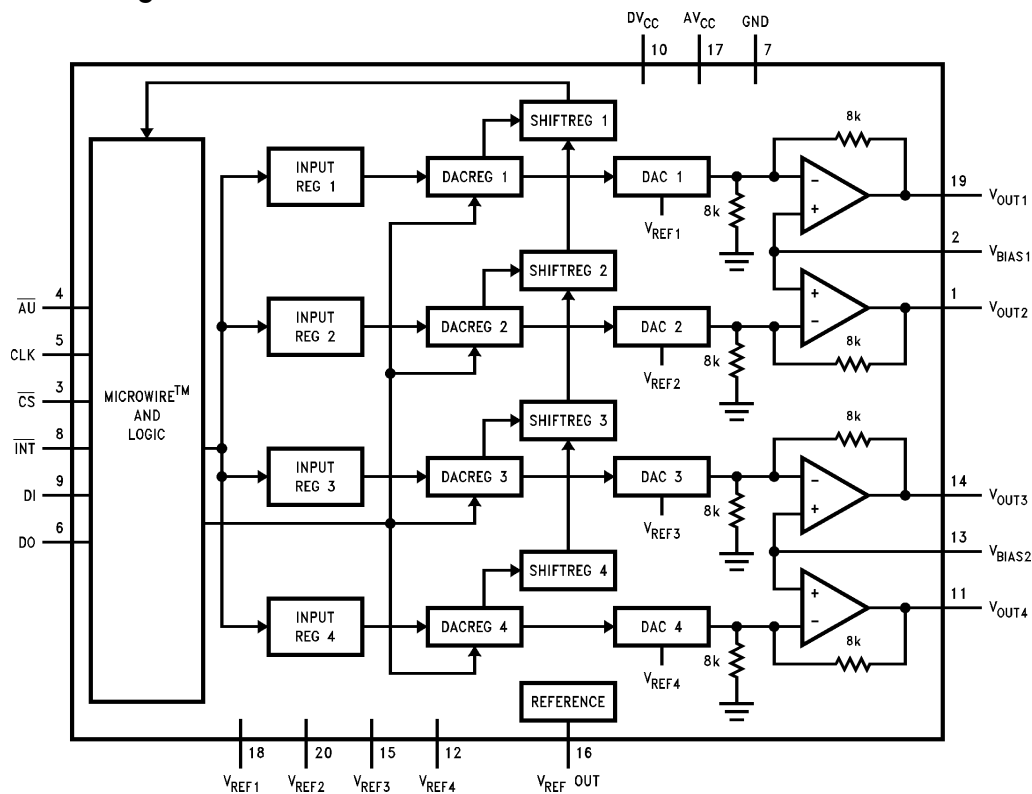 g
DVCC
AVCC
GND
10
17
7
SHIFTREG 1
8k
INPUT
REG 1
DACREG 1
DAC 1
8k
VREF1
−
+
19
VOUT1
2
VBIAS1
SHIFTREG 2
INPUT
REG 2
DACREG 2
DAC 2
8k
VREF2
+
−
8k
1
VOUT2
4
A̅U̅
5
CLK
3
C̅S̅
8
I̅N̅T̅
9
DI
6
DO
MICROWIRE™
AND
LOGIC
SHIFTREG 3
8k
INPUT
REG 3
DACREG 3
DAC 3
8k
VREF3
−
+
14
VOUT3
13
VBIAS2
SHIFTREG 4
INPUT
REG 4
DACREG 4
DAC 4
8k
VREF4
+
−
8k
11
VOUT4
REFERENCE
18
20
15
12
16
VREF1
VREF2
VREF3
VREF4
VREF OUT